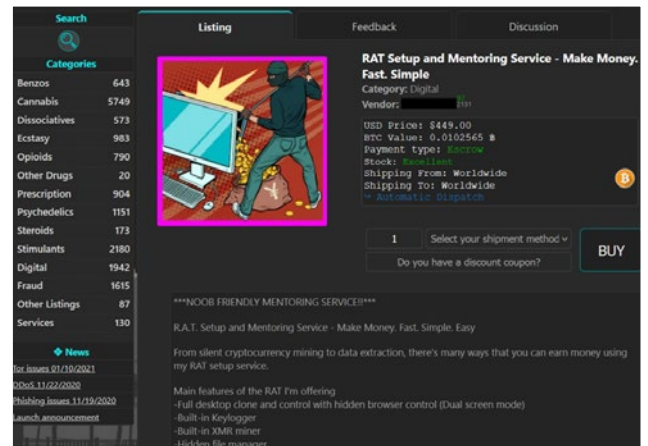 Search
Categories
Benzos 643
Cannabis 5749
Dissociatives 573
Ecstasy 983
Opioids 790
Other Drugs 20
Prescription 904
Psychedelics 1151
Steroids 173
Stimulants 2180
Digital 1942
Fraud 1615
Other Listings 87
Services 130
❖ News
Tor issues 01/10/2021
DDoS 11/22/2020
Phishing issues 11/19/2020
Launch announcement
Listing
Feedback
Discussion
RAT Setup and Mentoring Service - Make Money.
Fast. Simple
Category: Digital
Vendor:
USD Price: $449.00
BTC Value: 0.0102565 ฿
Payment type: Escrow
Stock: Excellent
Shipping From: Worldwide
Shipping To: Worldwide
Automatic Dispatch
1
Select your shipment method
Do you have a discount coupon?
BUY
***NOOB FRIENDLY MENTORING SERVICE!!***
R.A.T. Setup and Mentoring Service - Make Money. Fast. Simple. Easy
From silent cryptocurrency mining to data extraction, there's many ways that you can earn money using
my RAT setup service.
Main features of the RAT I'm offering
-Full desktop clone and control with hidden browser control (Dual screen mode)
-Built-in Keylogger
-Built-in XMR miner
-Hidden file manager